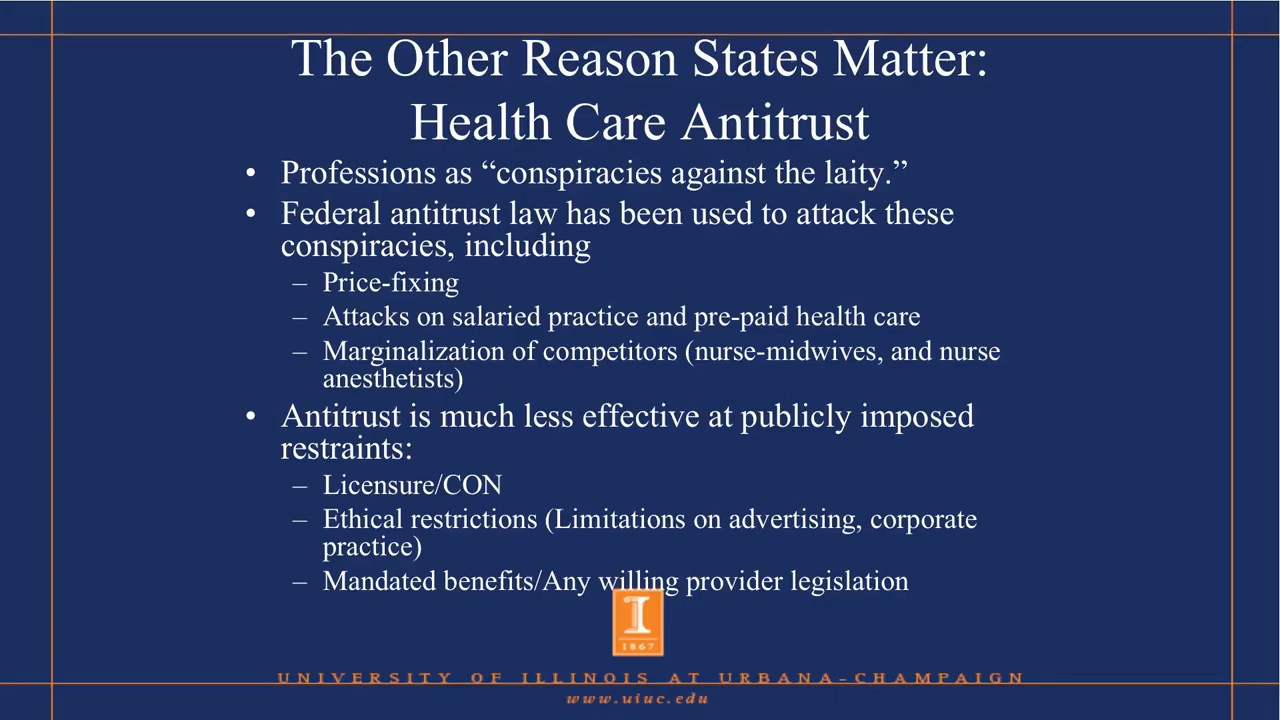 The Other Reason States Matter:
Health Care Antitrust
• Professions as “conspiracies against the laity.”
• Federal antitrust law has been used to attack these
conspiracies, including
– Price-fixing
– Attacks on salaried practice and pre-paid health care
– Marginalization of competitors (nurse-midwives, and nurse
anesthetists)
• Antitrust is much less effective at publicly imposed
restraints:
– Licensure/CON
– Ethical restrictions (Limitations on advertising, corporate
practice)
– Mandated benefits/Any willing provider legislation
I
1867
UNIVERSITY OF ILLINOIS AT URBANA-CHAMPAIGN
www.uiuc.edu